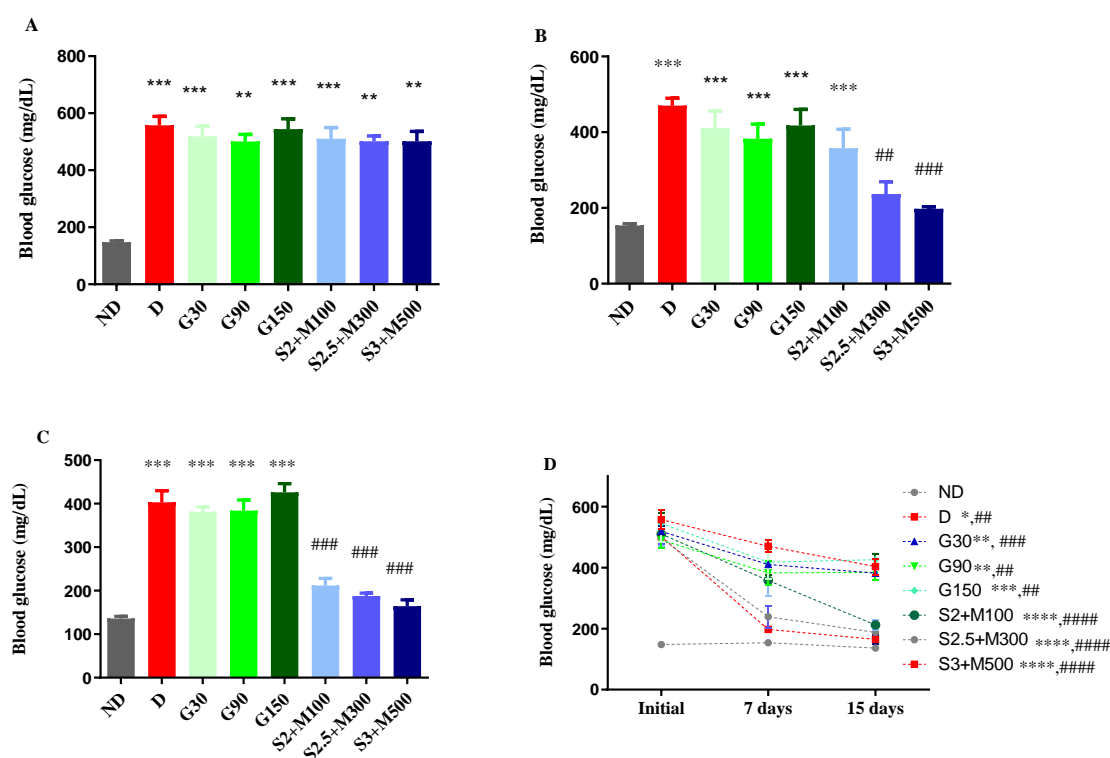 A
Blood glucose (mg/dL)
800
600
400
200
0
*** *** ** *** *** ** **
ND D G30 G90 G150 S2+M100 S2.5+M300 S3+M500
B
Blood glucose (mg/dL)
600
400
200
0
*** *** *** *** *** ## ###
ND D G30 G90 G150 S2+M100 S2.5+M300 S3+M500
C
Blood glucose (mg/dL)
500
400
300
200
100
0
*** *** *** *** ### ### ###
ND D G30 G90 G150 S2+M100 S2.5+M300 S3+M500
D
Blood glucose (mg/dL)
600
400
200
0
Initial 7 days 15 days
ND
D *,##
G30**, ###
G90**,##
G150 ***,##
S2+M100 ****,####
S2.5+M300 ****,####
S3+M500 ****,####